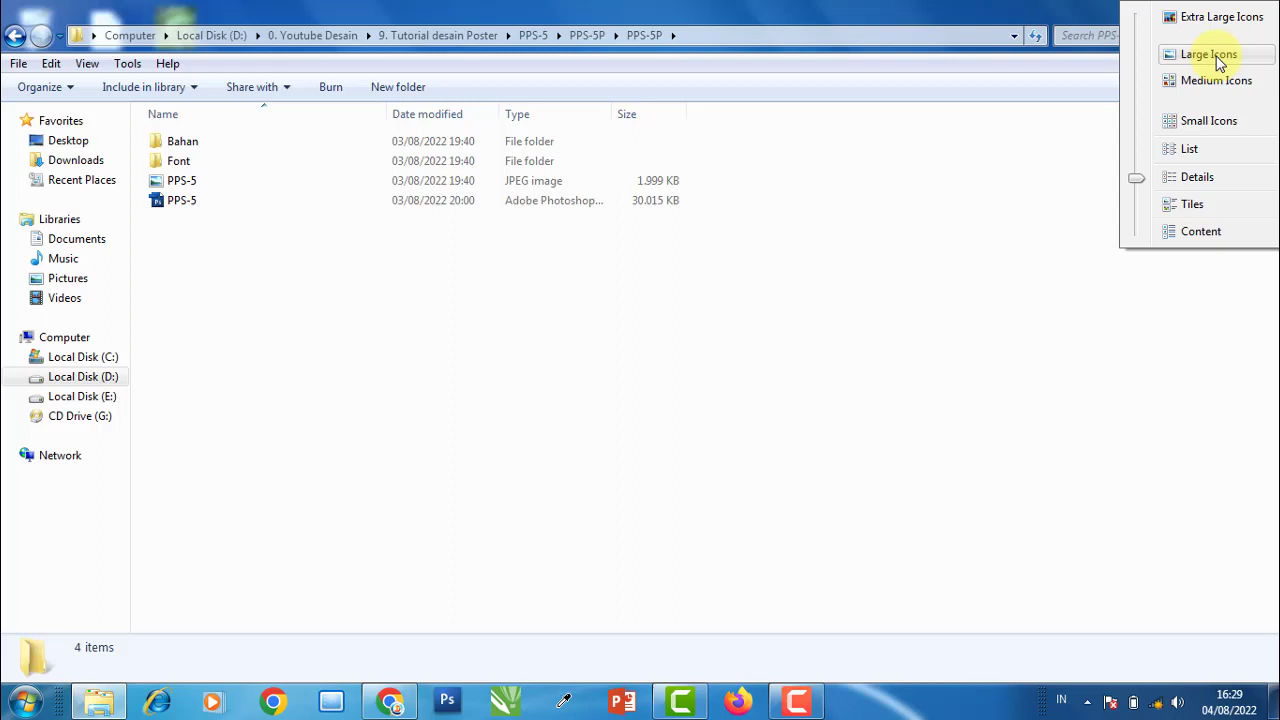 Computer Local Disk (D:) 0. Youtube Desain 9. Tutorial desain Poster PPS-5 PPS-5P PPS-5P Search PPS-
File Edit View Tools Help
Organize Include in library Share with Burn New folder
Name Date modified Type Size
Bahan 03/08/2022 19:40 File folder
Font 03/08/2022 19:40 File folder
PPS-5 03/08/2022 19:40 JPEG image 1.999 KB
PPS-5 03/08/2022 20:00 Adobe Photoshop... 30.015 KB
Favorites
Desktop
Downloads
Recent Places
Libraries
Documents
Music
Pictures
Videos
Computer
Local Disk (C:)
Local Disk (D:)
Local Disk (E:)
CD Drive (G:)
Network
Extra Large Icons
Large Icons
Medium Icons
Small Icons
List
Details
Tiles
Content
4 items
Ps
IN
16:29
04/08/2022